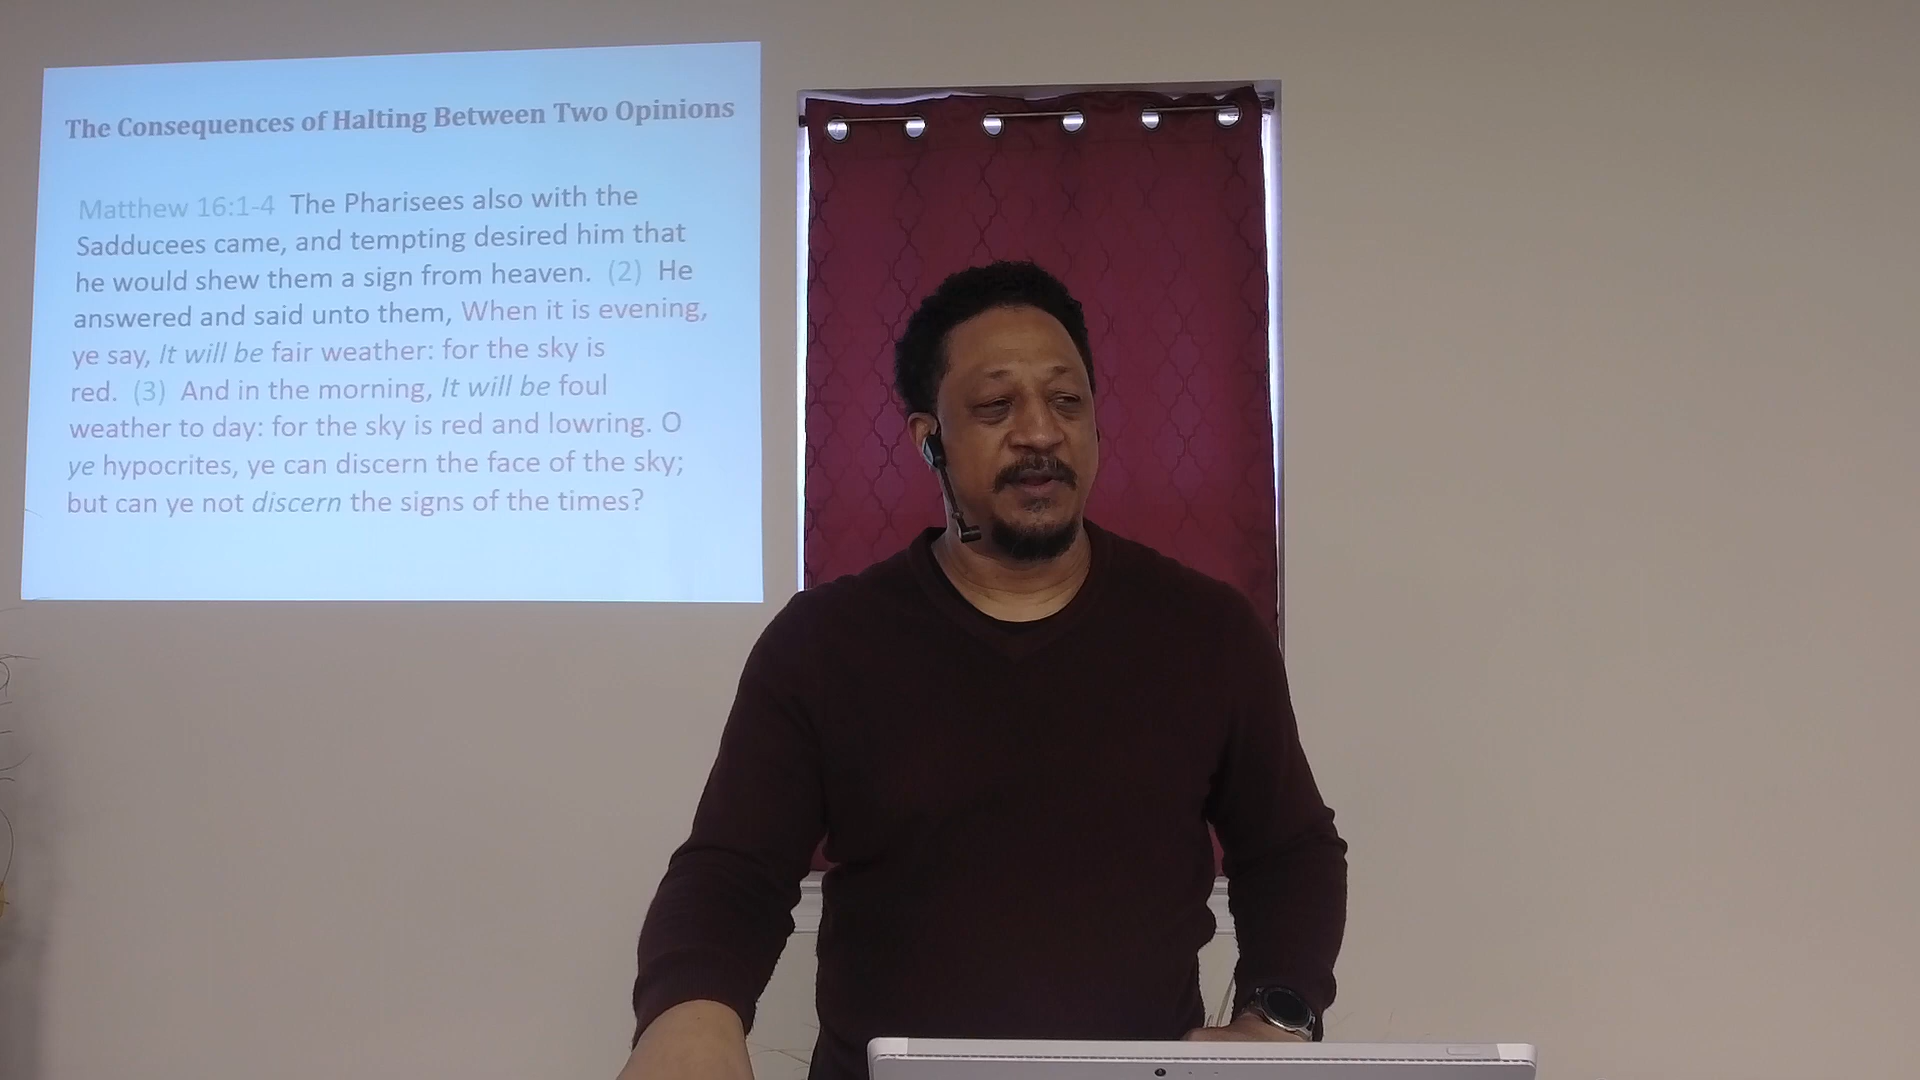 The Consequences of Halting Between Two Opinions
Matthew 16:1-4 The Pharisees also with the
Sadducees came, and tempting desired him that
he would shew them a sign from heaven. (2) He
answered and said unto them, When it is evening,
ye say, It will be fair weather: for the sky is
red. (3) And in the morning, It will be foul
weather to day: for the sky is red and lowring. O
ye hypocrites, ye can discern the face of the sky;
but can ye not discern the signs of the times?